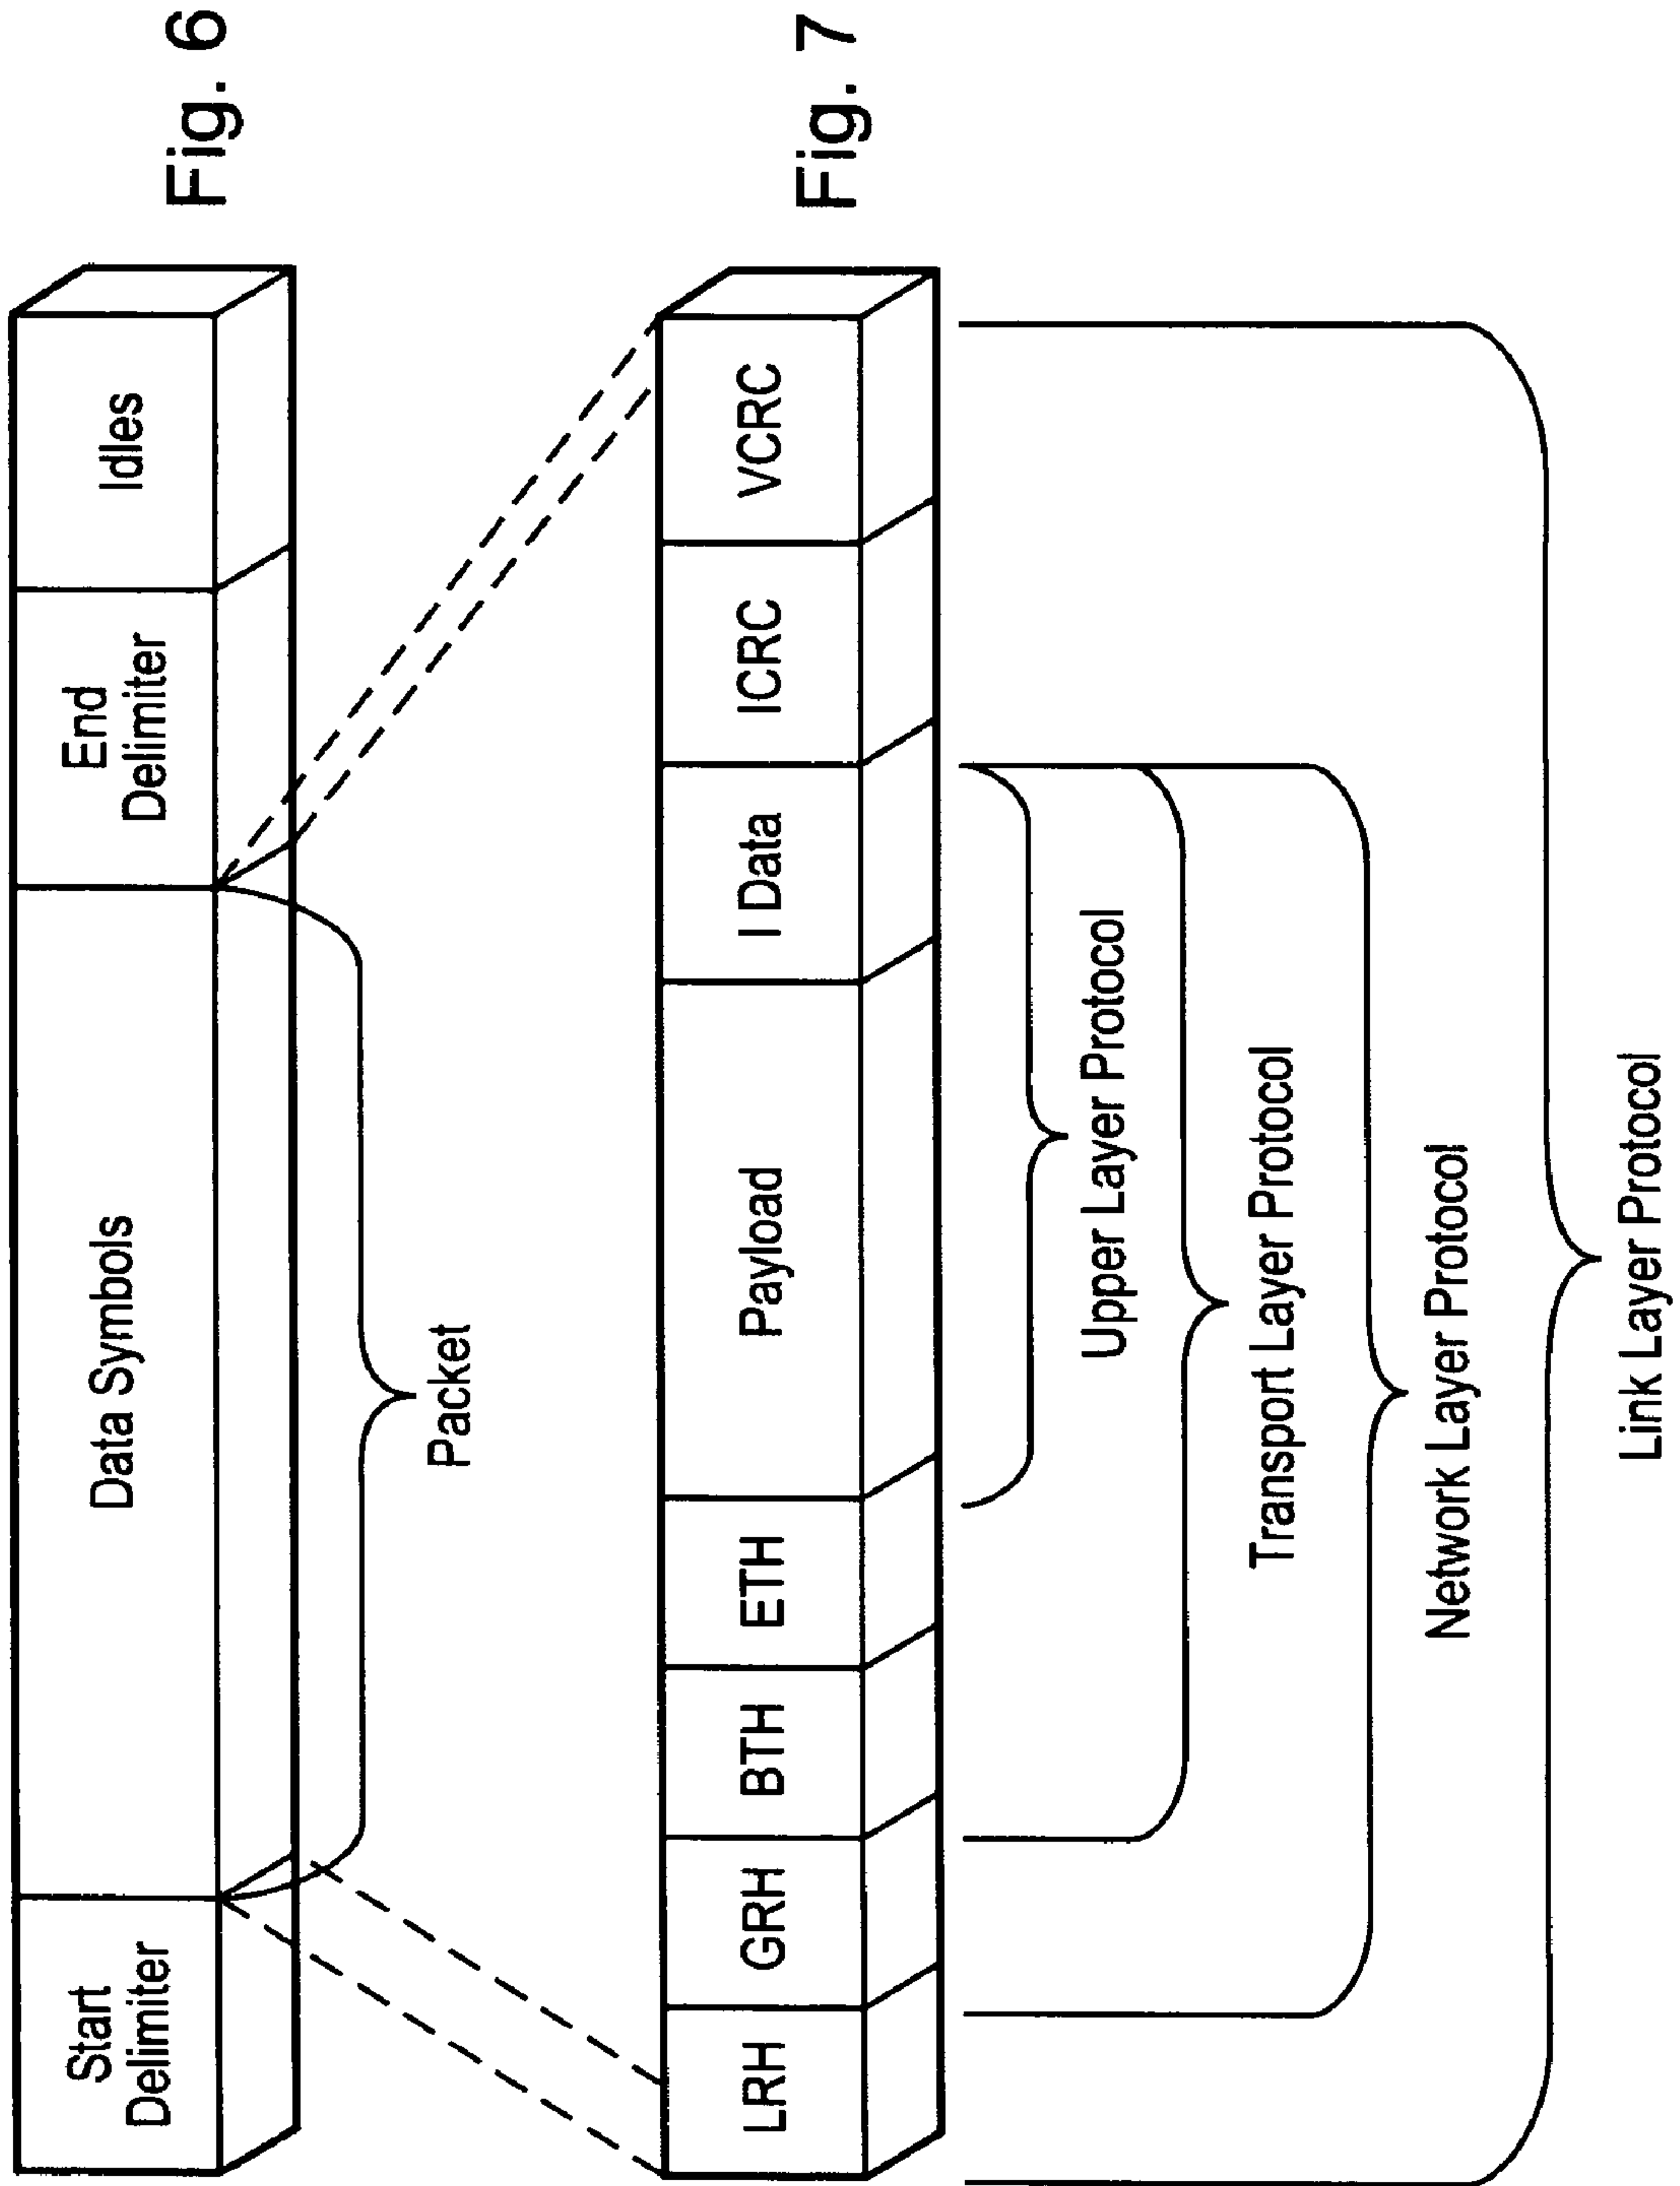 Start
Delimiter
Data Symbols
End
Delimiter
Idles
Packet
Fig. 6
LRH
GRH
BTH
ETH
Payload
I Data
ICRC
VCRC
Upper Layer Protocol
Transport Layer Protocol
Network Layer Protocol
Link Layer Protocol
Fig. 7